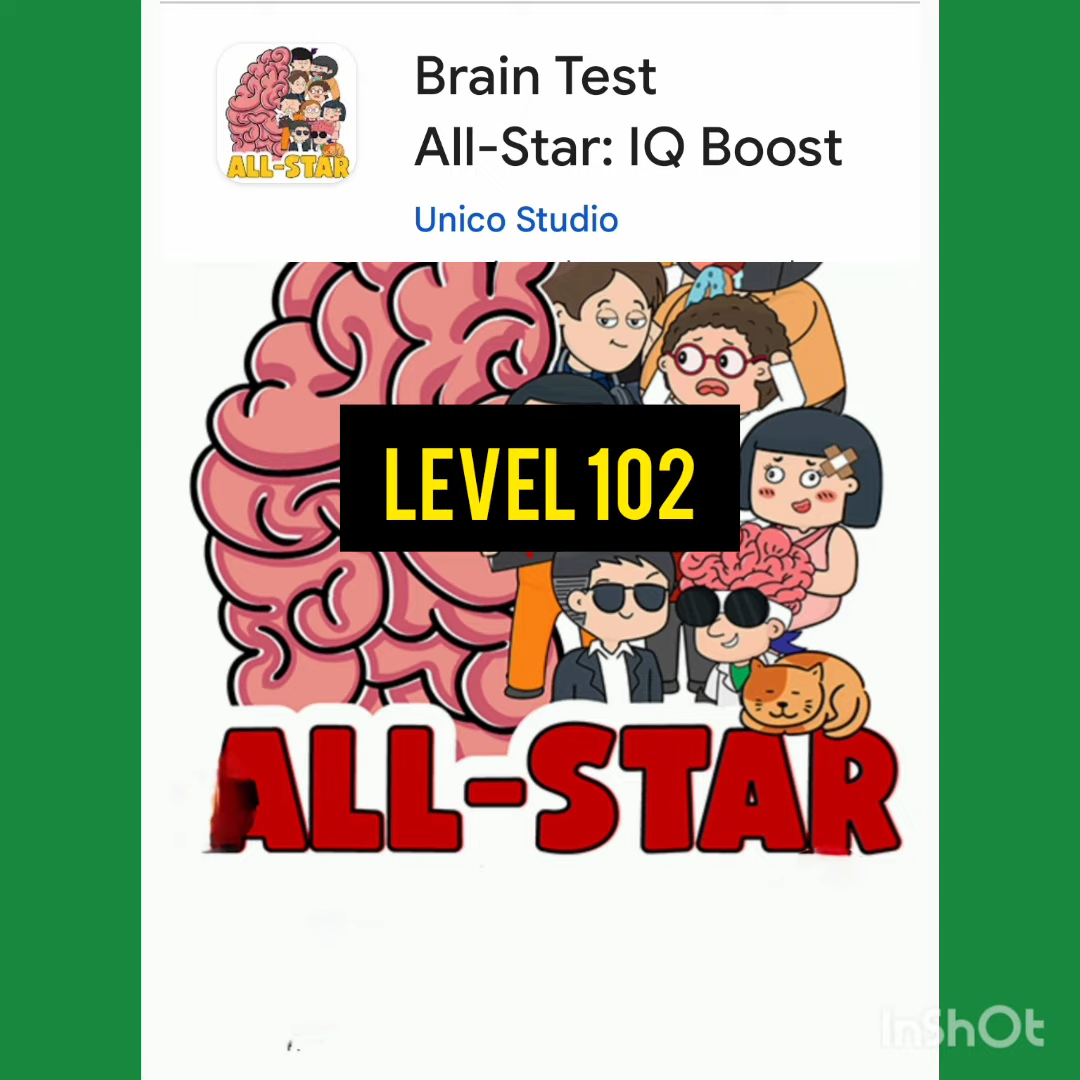 Brain Test
All-Star: IQ Boost
Unico Studio
ALL-STAR
LEVEL 102
ALL-STAR
InShOt